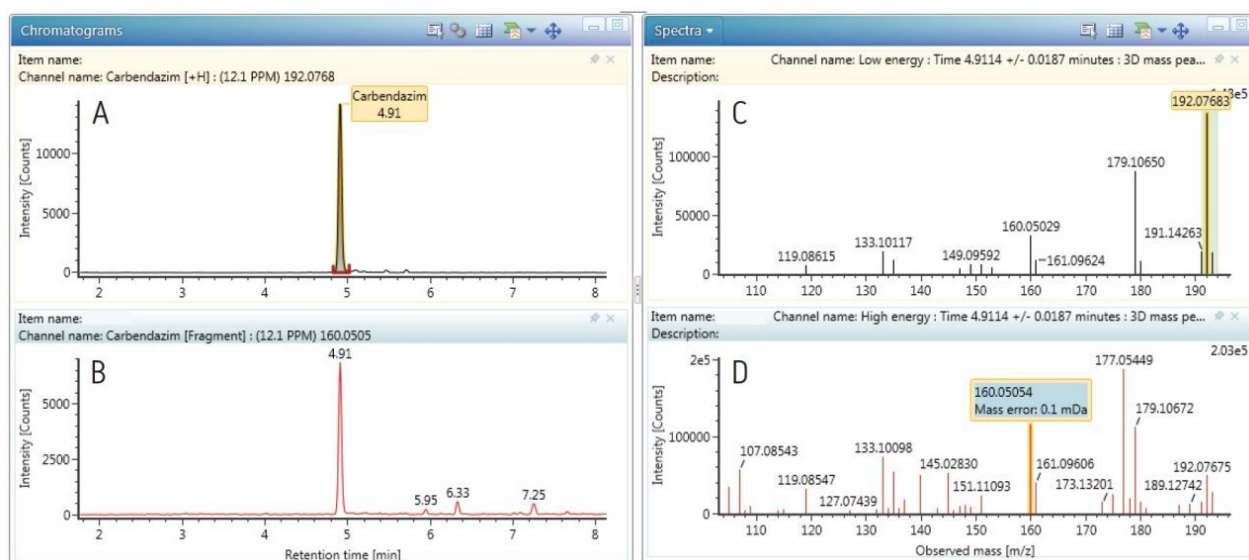 Chromatograms
Item name:
Channel name: Carbendazim [+H] : (12.1 PPM) 192.0768
A
Carbendazim
4.91
Intensity [Counts]
10000
5000
0
2 3 4 5 6 7 8
Item name:
Channel name: Carbendazim [Fragment] : (12.1 PPM) 160.0505
B
4.91
Intensity [Counts]
5000
2500
0
5.95 6.33 7.25
2 3 4 5 6 7 8
Retention time [min]
Spectra
Item name: Channel name: Low energy : Time 4.9114 +/- 0.0187 minutes : 3D mass pea...
Description:
C
192.07683
Intensity [Counts]
100000
50000
0
179.10650
160.05029
191.14263
133.10117
149.09592
161.09624
119.08615
110 120 130 140 150 160 170 180 190
Item name: Channel name: High energy : Time 4.9114 +/- 0.0187 minutes : 3D mass pe...
Description:
2.03e5
D
2e5
177.05449
160.05054
Mass error: 0.1 mDa
179.10672
Intensity [Counts]
100000
0
133.10098
107.08543
145.02830
161.09606
192.07675
119.08547
151.11093
173.13201
189.12742
127.07439
110 120 130 140 150 160 170 180 190
Observed mass [m/z]